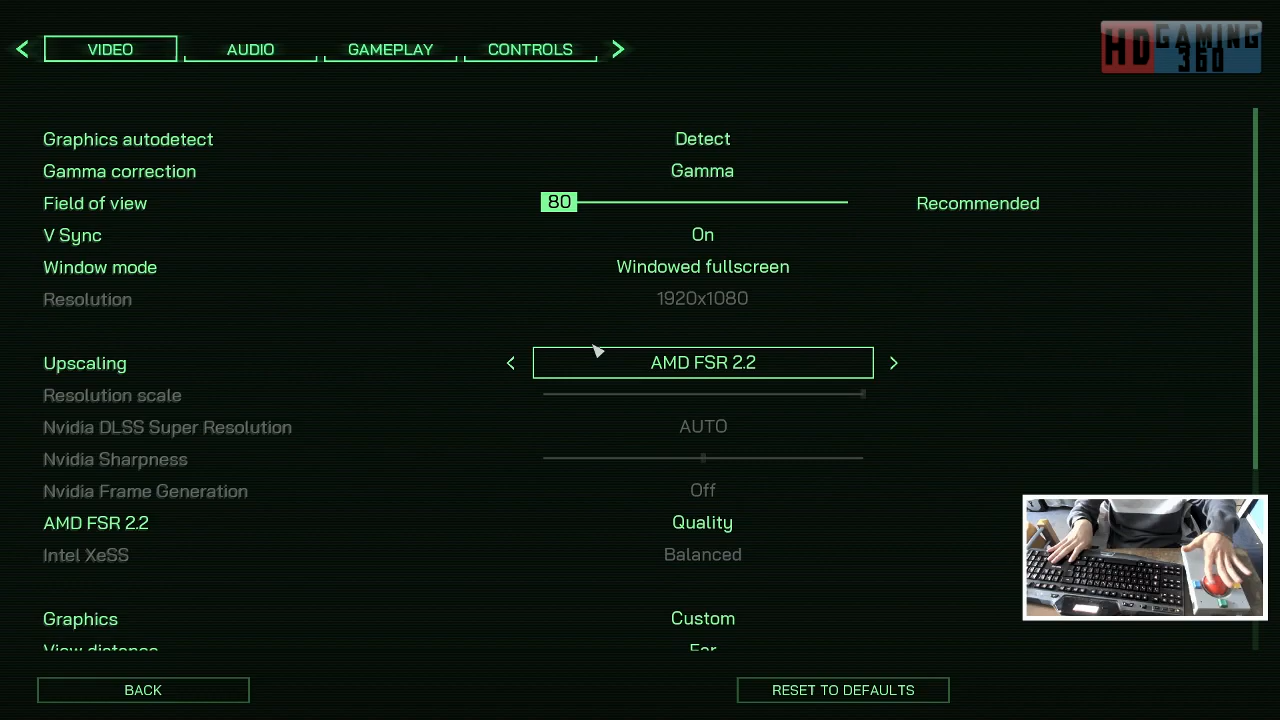 VIDEO AUDIO GAMEPLAY CONTROLS
HD GAMING 360
Graphics autodetect Detect
Gamma correction Gamma
Field of view 80 Recommended
V Sync On
Window mode Windowed fullscreen
Resolution 1920x1080
Upscaling < AMD FSR 2.2 >
Resolution scale
Nvidia DLSS Super Resolution AUTO
Nvidia Sharpness
Nvidia Frame Generation Off
AMD FSR 2.2 Quality
Intel XeSS Balanced
Graphics Custom
View distance Far
BACK RESET TO DEFAULTS